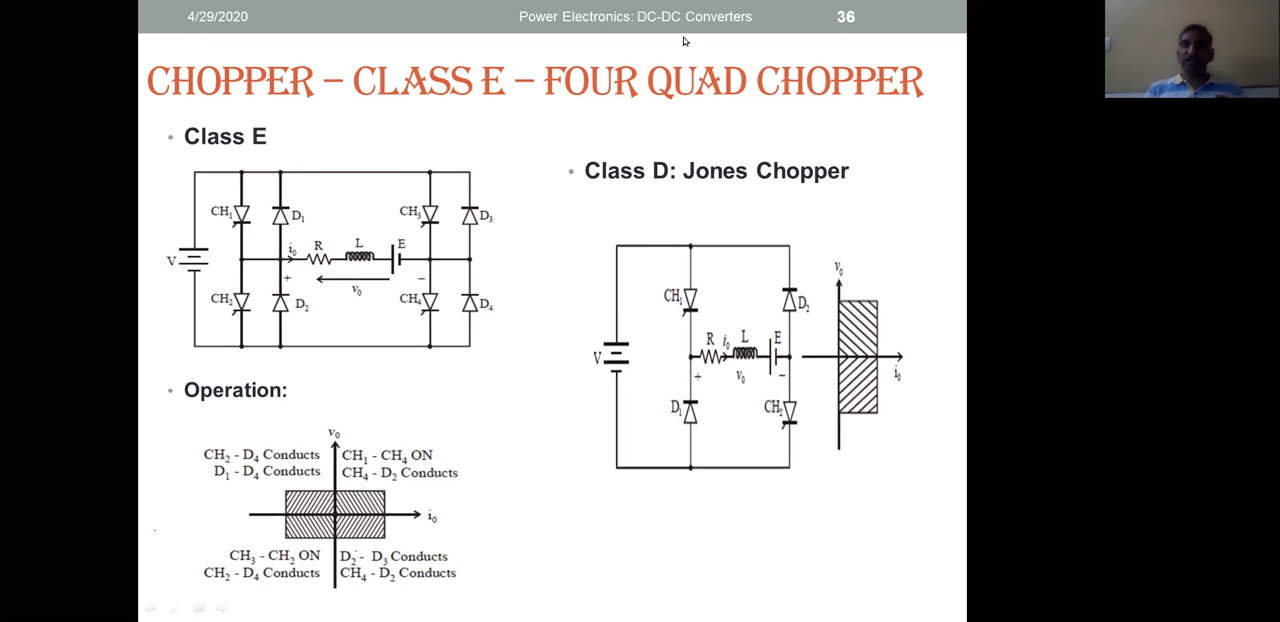 4/29/2020
Power Electronics: DC-DC Converters
36
CHOPPER – CLASS E – FOUR QUAD CHOPPER
• Class E
CH₁
D₁
CH₃
D₃
i₀
R
L
E
V
+
v₀
−
CH₂
D₂
CH₄
D₄
• Operation:
v₀
CH₂ - D₄ Conducts
D₁ - D₄ Conducts
CH₁ - CH₄ ON
CH₄ - D₂ Conducts
i₀
CH₃ - CH₂ ON
CH₂ - D₄ Conducts
D₂ - D₃ Conducts
CH₄ - D₂ Conducts
• Class D: Jones Chopper
CH₁
D₂
V
R
i₀
L
E
+
v₀
−
D₁
CH₂
v₀
i₀